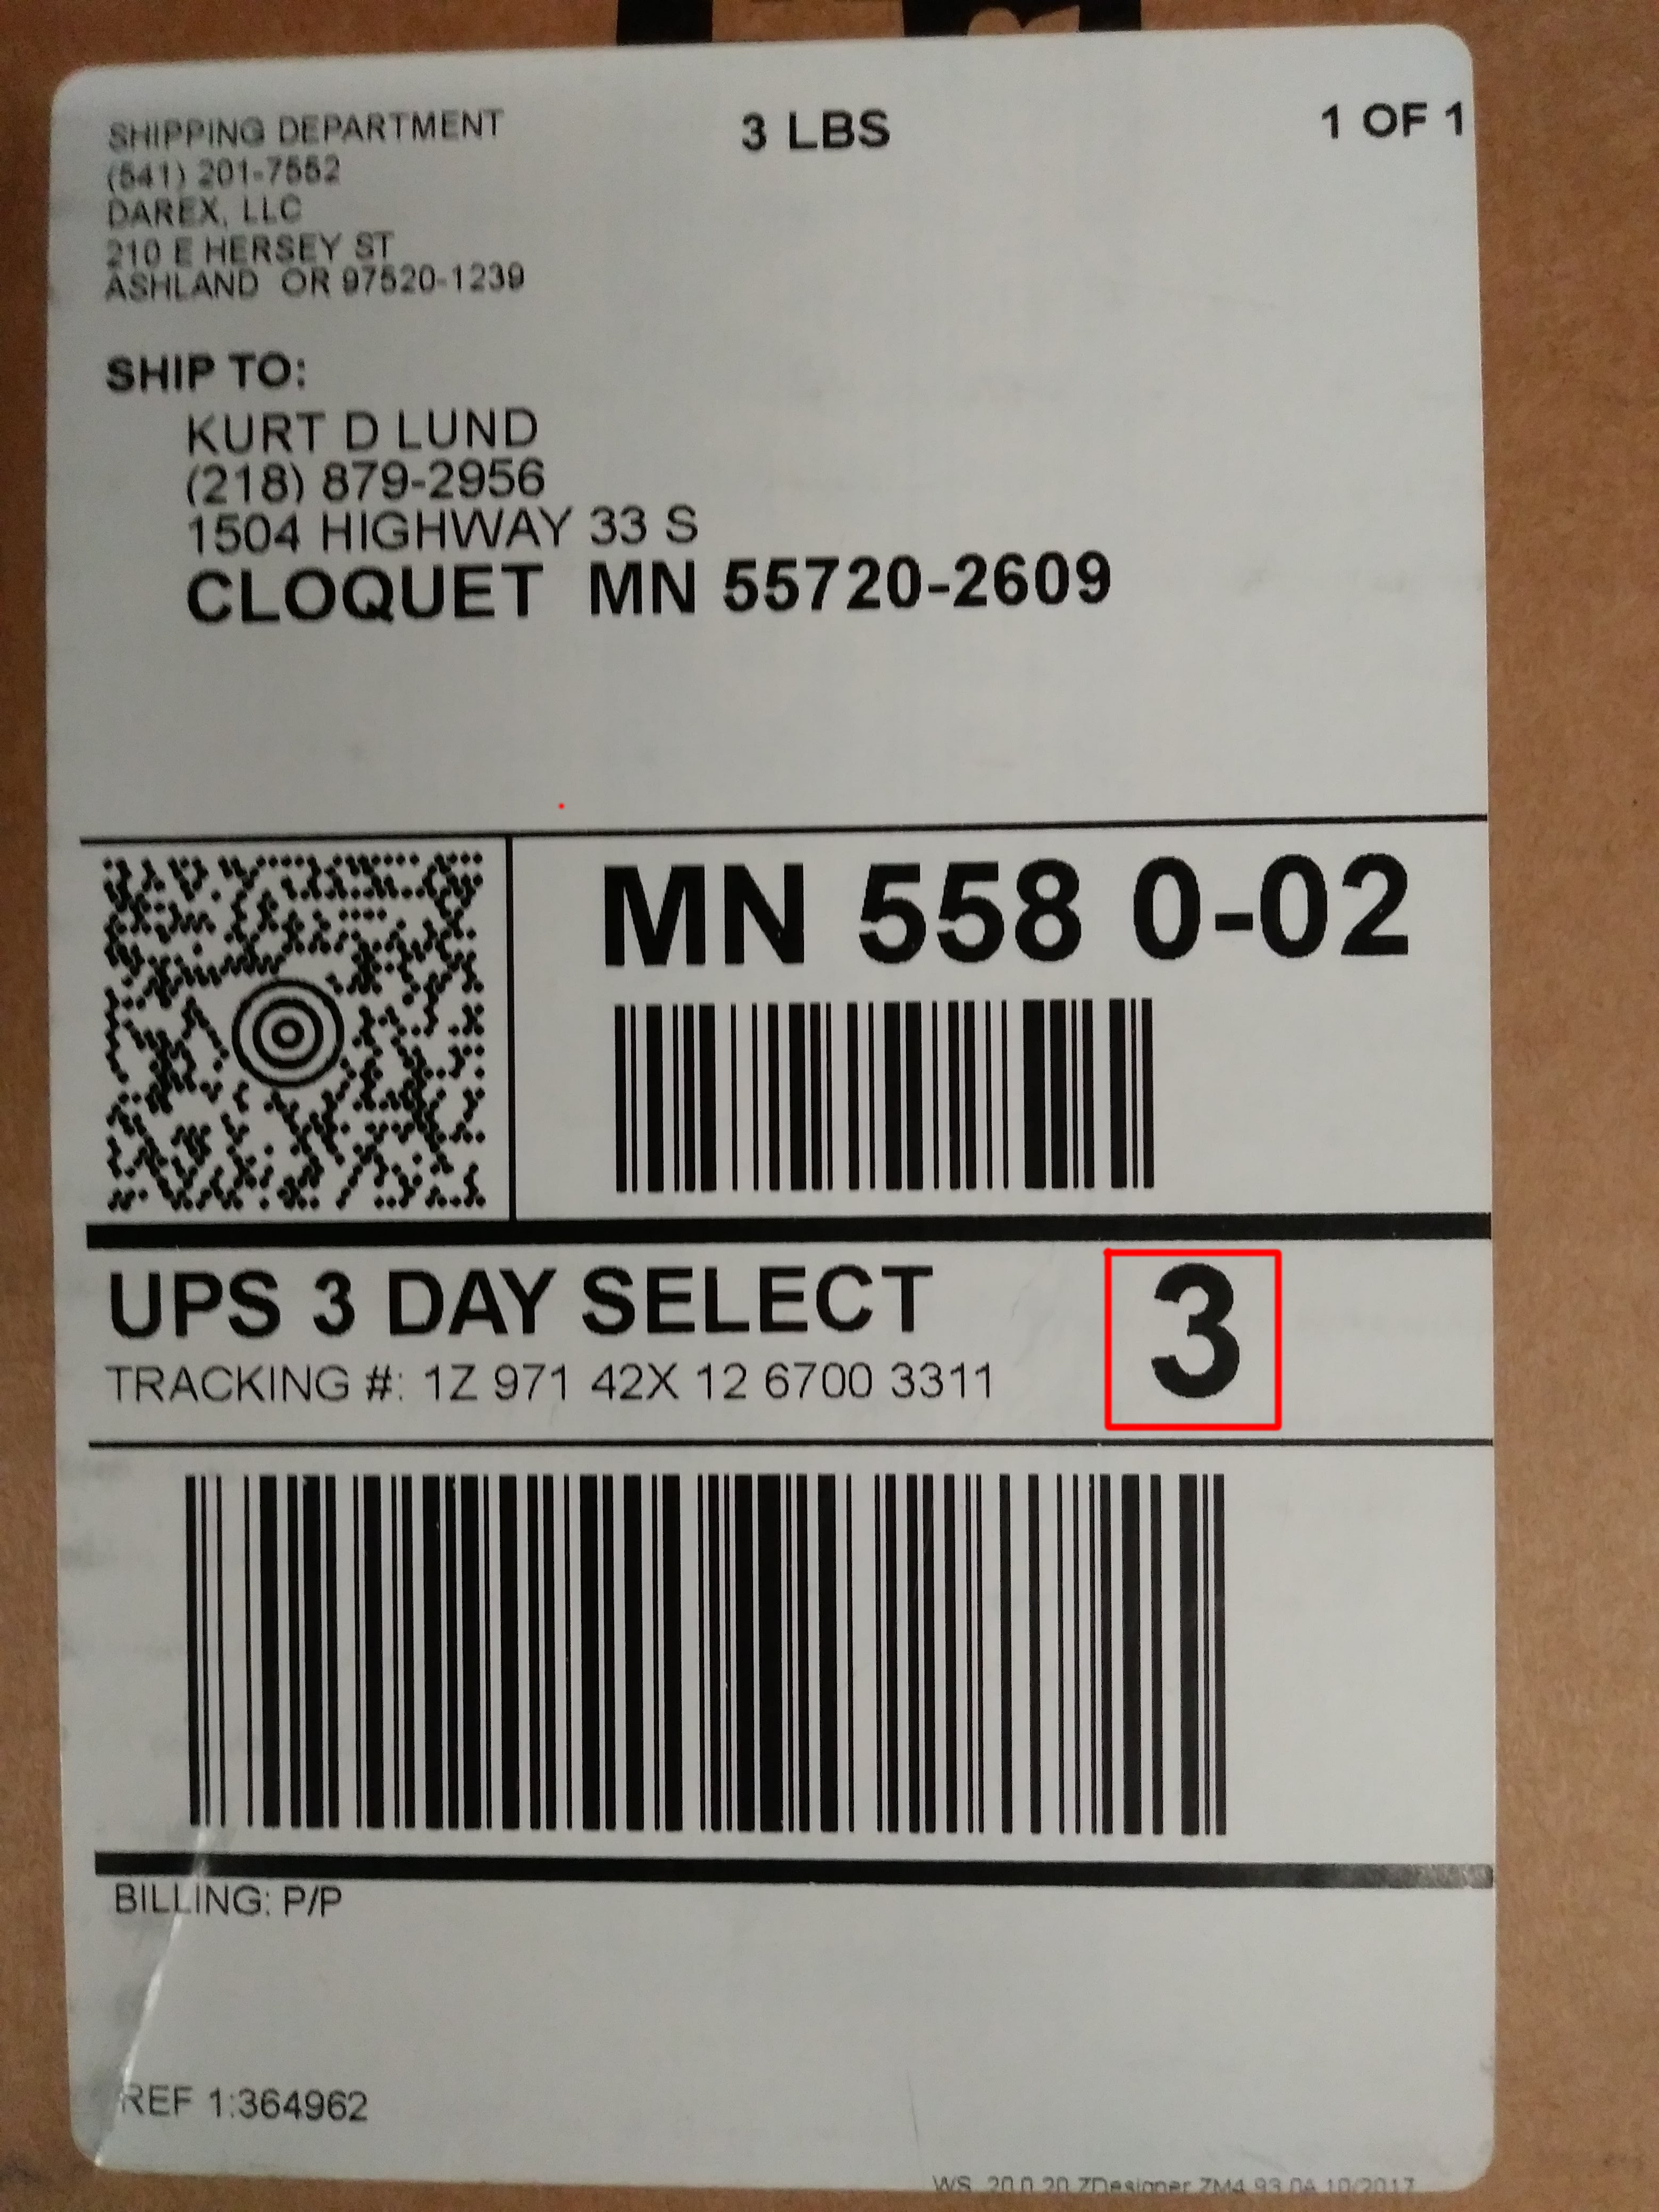 SHIPPING DEPARTMENT
3 LBS
1 OF 1
(541) 201-7552
DAREX, LLC
210 E HERSEY ST
ASHLAND OR 97520-1239
SHIP TO:
KURT D LUND
(218) 879-2956
1504 HIGHWAY 33 S
CLOQUET MN 55720-2609
MN 558 0-02
UPS 3 DAY SELECT
3
TRACKING #: 1Z 971 42X 12 6700 3311
BILLING: P/P
REF 1:364962
WS 20.0.20 ZDesigner ZM4 93.0A 10/2017